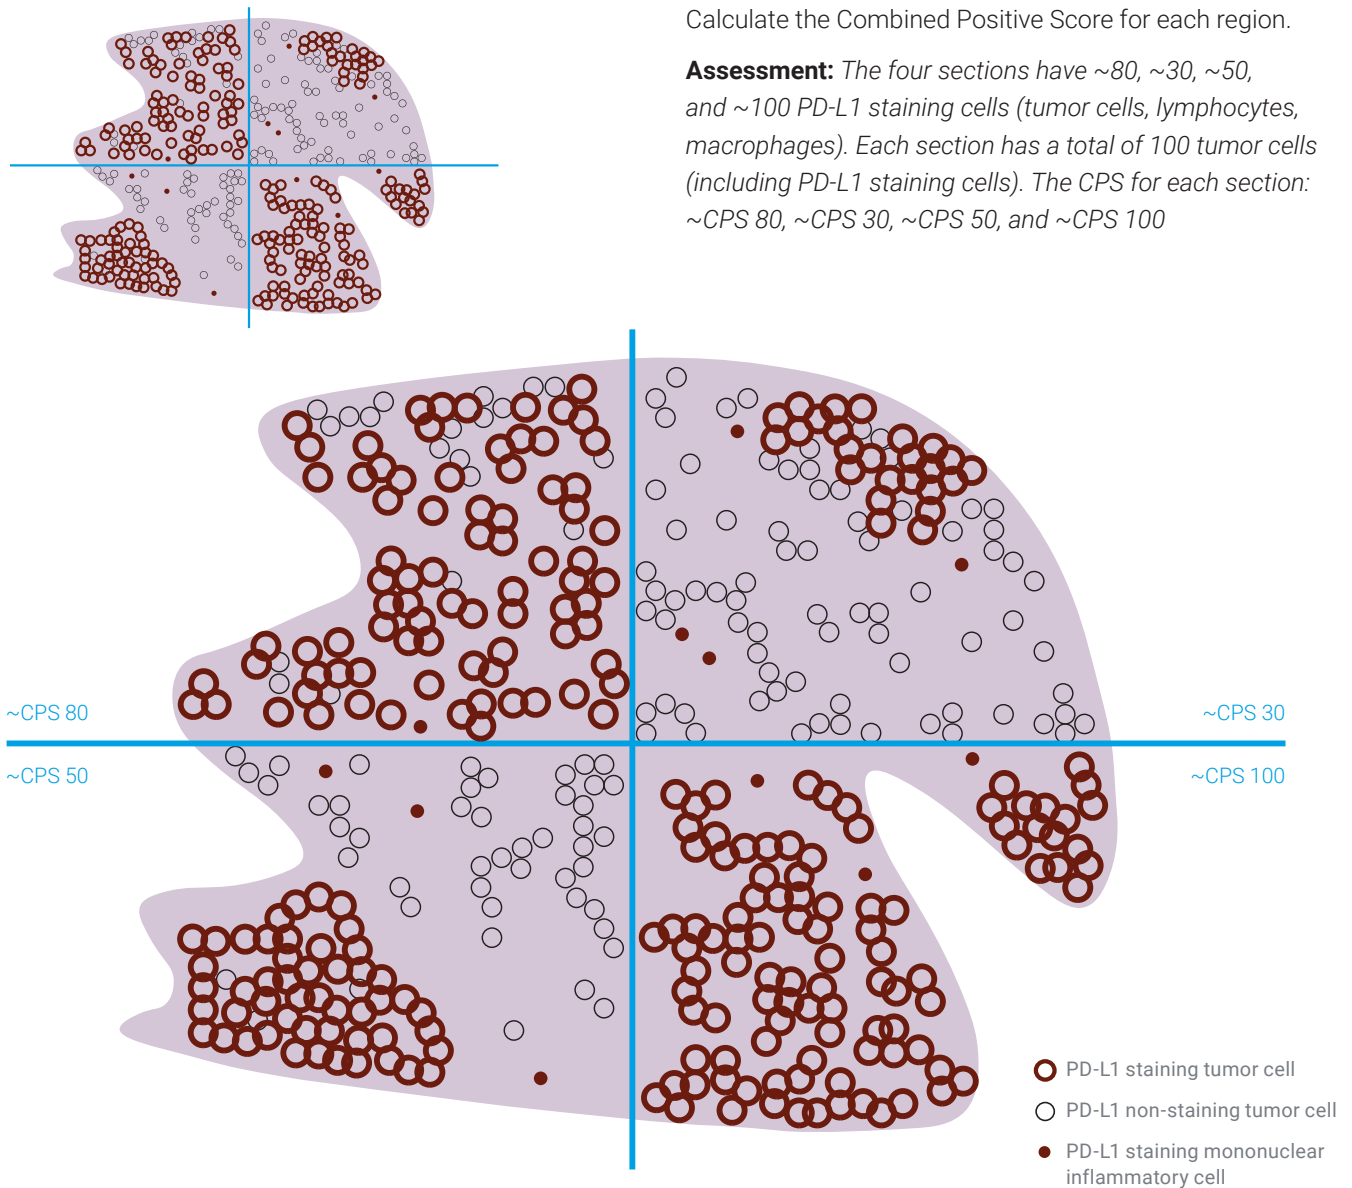 Calculate the Combined Positive Score for each region.
Assessment: The four sections have ~80, ~30, ~50,
and ~100 PD-L1 staining cells (tumor cells, lymphocytes,
macrophages). Each section has a total of 100 tumor cells
(including PD-L1 staining cells). The CPS for each section:
~CPS 80, ~CPS 30, ~CPS 50, and ~CPS 100
~CPS 80
~CPS 30
~CPS 50
~CPS 100
PD-L1 staining tumor cell
PD-L1 non-staining tumor cell
PD-L1 staining mononuclear
inflammatory cell